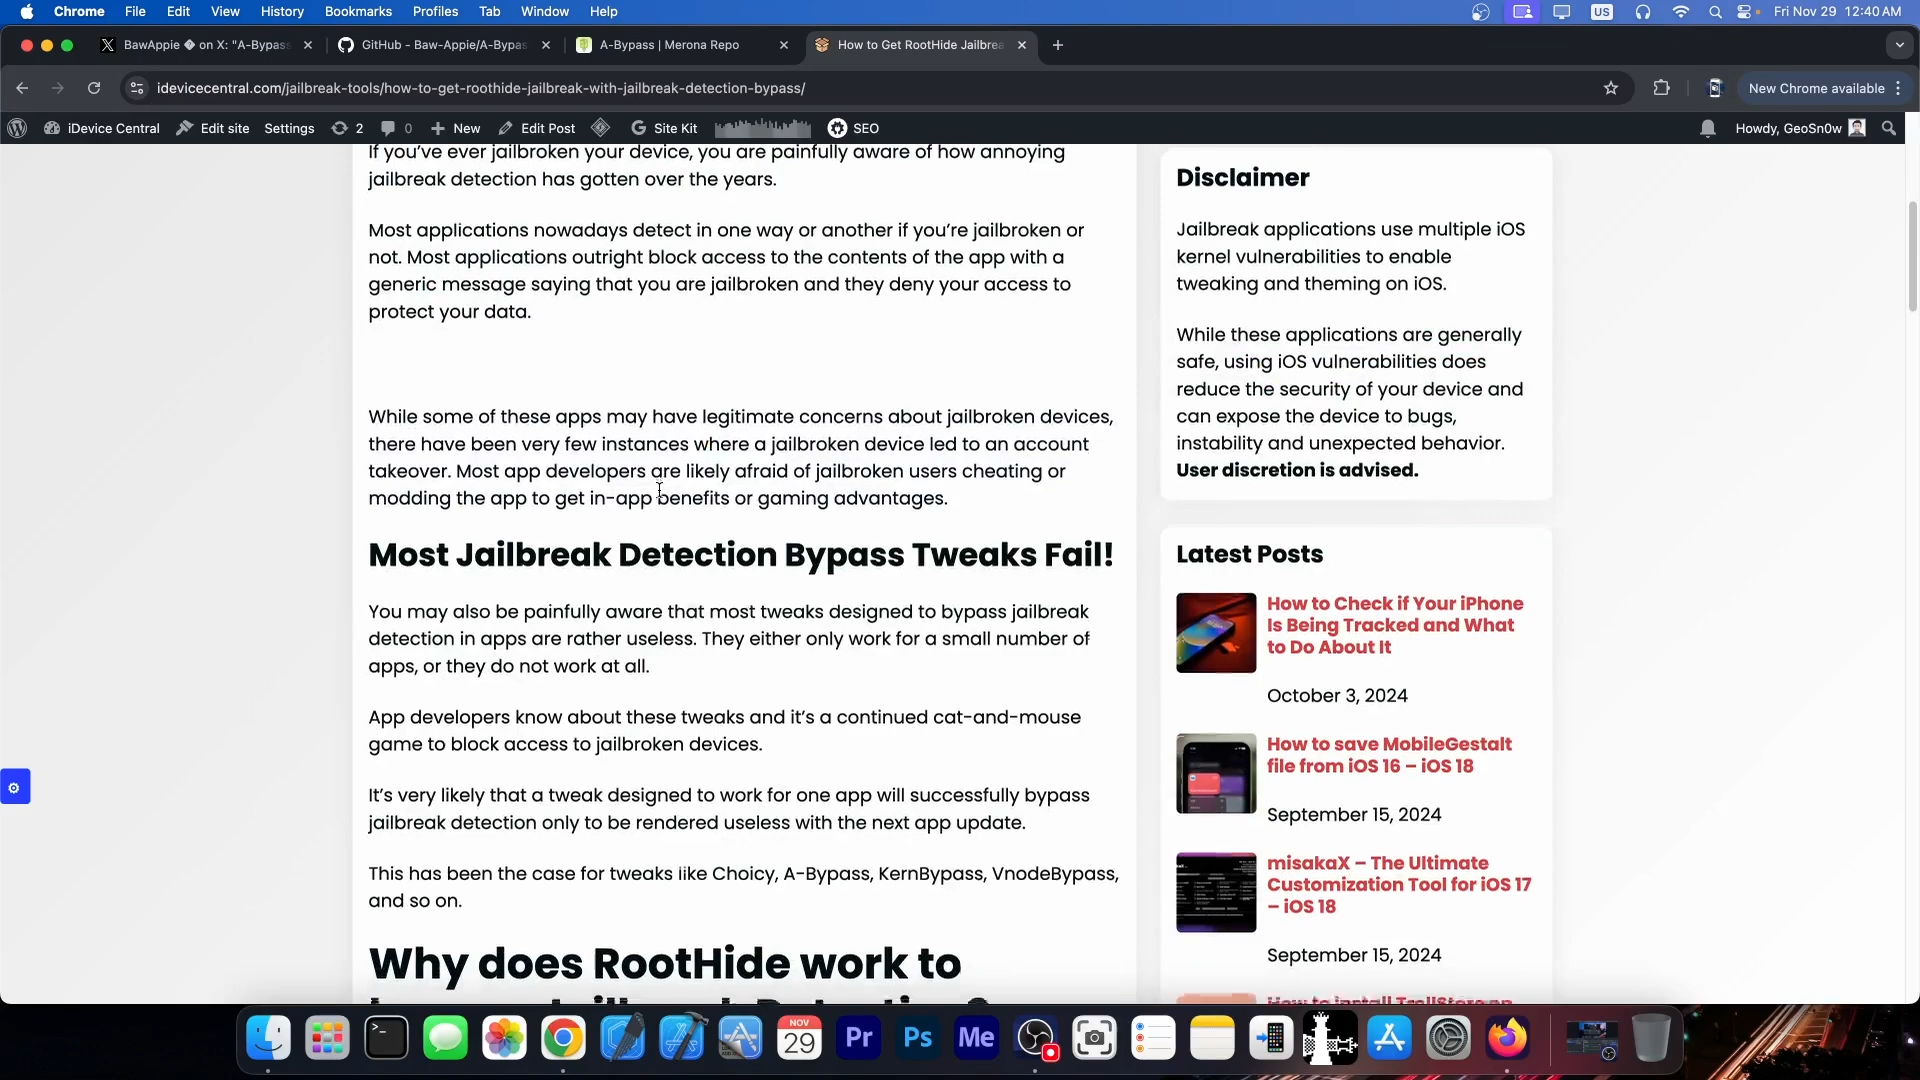 Chrome File Edit View History Bookmarks Profiles Tab Window Help
US Fri Nov 29 12:40 AM
BawAppie � on X: "A-Bypass
GitHub - Baw-Appie/A-Bypas
A-Bypass | Merona Repo
How to Get RootHide Jailbrea
idevicecentral.com/jailbreak-tools/how-to-get-roothide-jailbreak-with-jailbreak-detection-bypass/
New Chrome available
iDevice Central Edit site Settings 2 0 New Edit Post Site Kit SEO
Howdy, GeoSn0w
If you’ve ever jailbroken your device, you are painfully aware of how annoying
jailbreak detection has gotten over the years.
Most applications nowadays detect in one way or another if you’re jailbroken or
not. Most applications outright block access to the contents of the app with a
generic message saying that you are jailbroken and they deny your access to
protect your data.
While some of these apps may have legitimate concerns about jailbroken devices,
there have been very few instances where a jailbroken device led to an account
takeover. Most app developers are likely afraid of jailbroken users cheating or
modding the app to get in-app benefits or gaming advantages.
Most Jailbreak Detection Bypass Tweaks Fail!
You may also be painfully aware that most tweaks designed to bypass jailbreak
detection in apps are rather useless. They either only work for a small number of
apps, or they do not work at all.
App developers know about these tweaks and it’s a continued cat-and-mouse
game to block access to jailbroken devices.
It’s very likely that a tweak designed to work for one app will successfully bypass
jailbreak detection only to be rendered useless with the next app update.
This has been the case for tweaks like Choicy, A-Bypass, KernBypass, VnodeBypass,
and so on.
Why does RootHide work to
Disclaimer
Jailbreak applications use multiple iOS
kernel vulnerabilities to enable
tweaking and theming on iOS.
While these applications are generally
safe, using iOS vulnerabilities does
reduce the security of your device and
can expose the device to bugs,
instability and unexpected behavior.
User discretion is advised.
Latest Posts
How to Check if Your iPhone
Is Being Tracked and What
to Do About It
October 3, 2024
How to save MobileGestalt
file from iOS 16 – iOS 18
September 15, 2024
misakaX – The Ultimate
Customization Tool for iOS 17
– iOS 18
September 15, 2024
How to install TrollStore on
NOV
29
Pr
Ps
Me